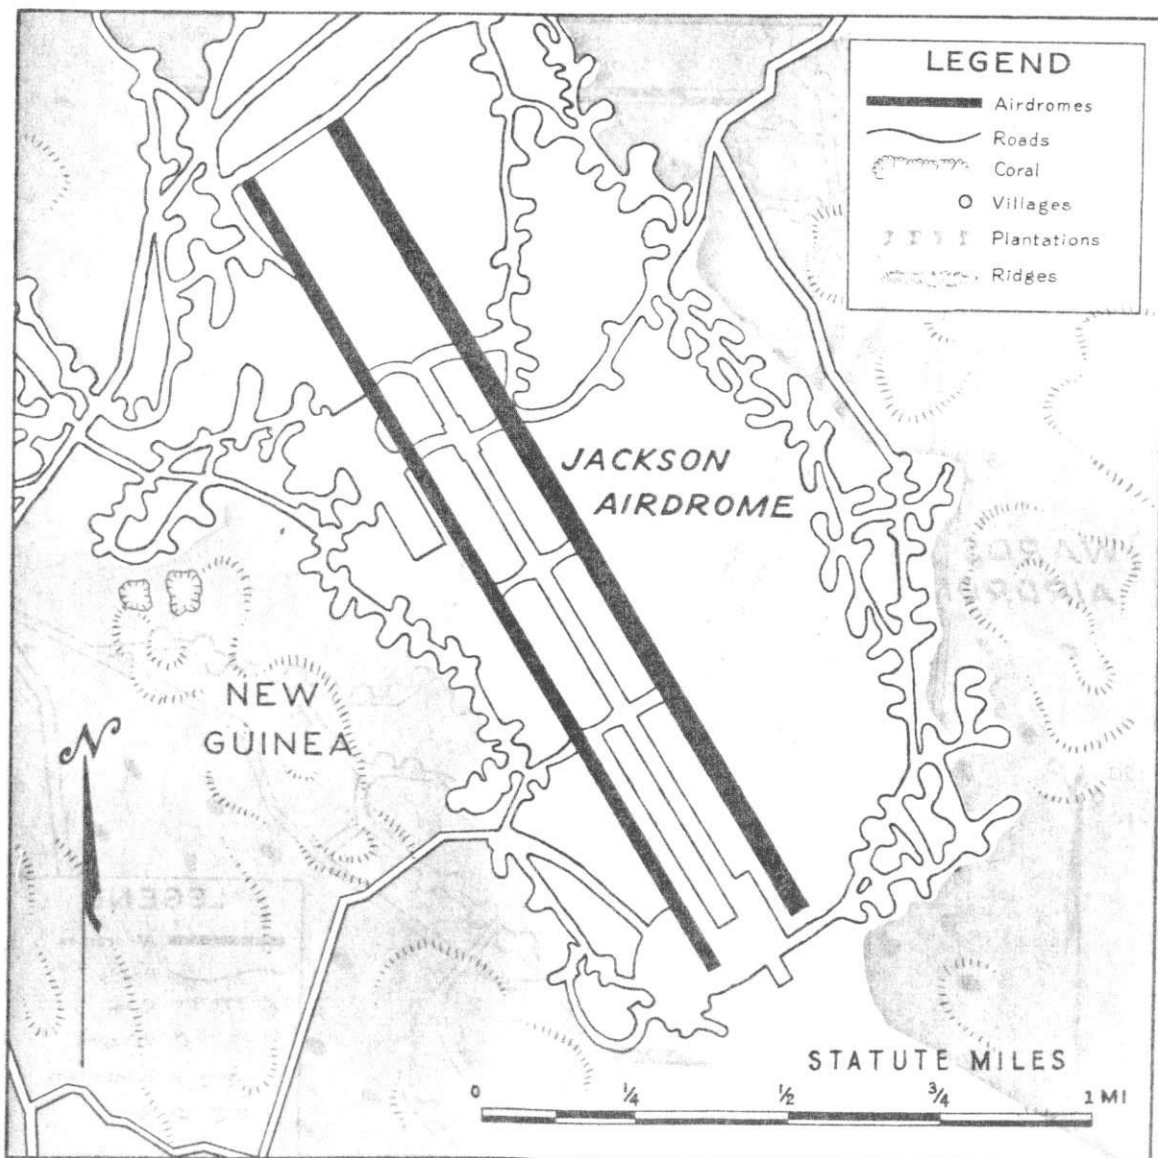 LEGEND
Airdromes
Roads
Coral
Villages
Plantations
Ridges
JACKSON
AIRDROME
NEW
GUINEA
N
STATUTE MILES
0 ¼ ½ ¾ 1 MI